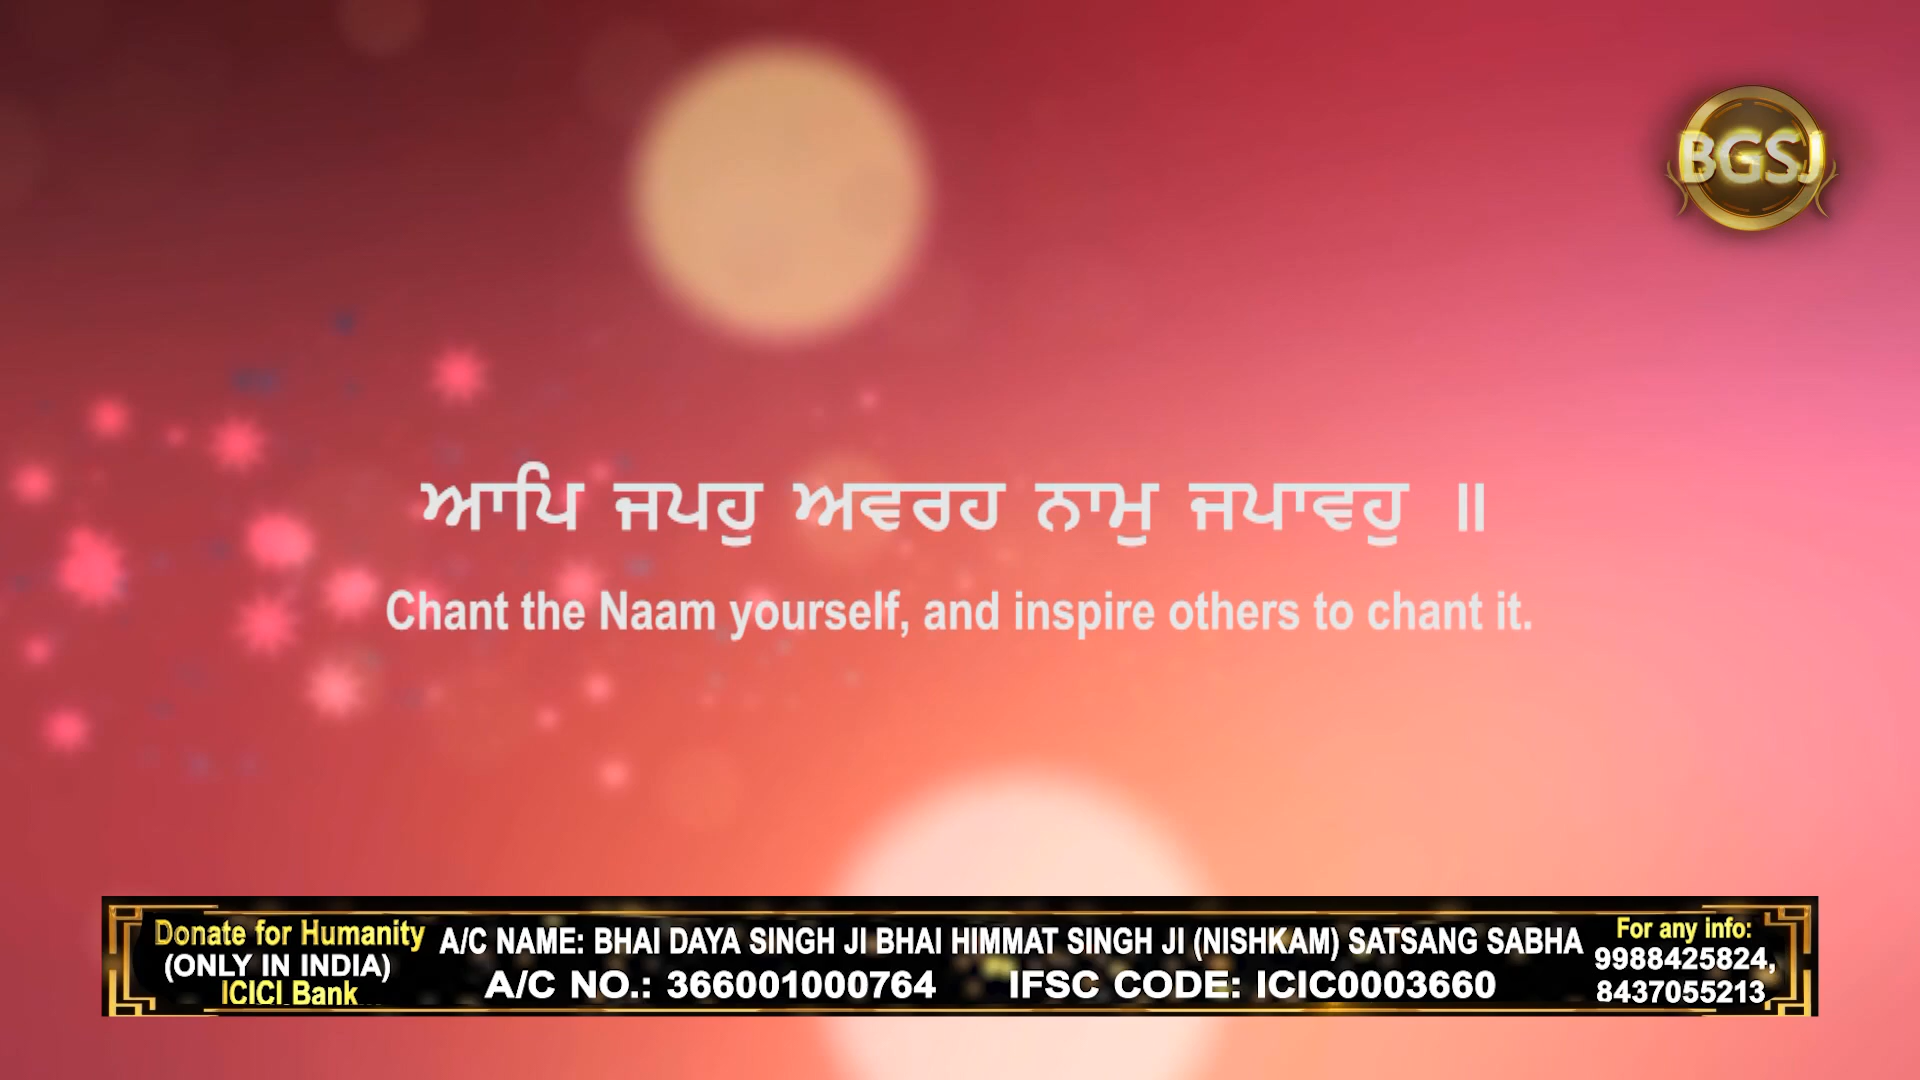 BGSJ
ਆਪਿ ਜਪਹੁ ਅਵਰਹ ਨਾਮੁ ਜਪਾਵਹੁ ॥
Chant the Naam yourself, and inspire others to chant it.
Donate for Humanity
(ONLY IN INDIA)
ICICI Bank
A/C NAME: BHAI DAYA SINGH JI BHAI HIMMAT SINGH JI (NISHKAM) SATSANG SABHA
A/C NO.: 366001000764 IFSC CODE: ICIC0003660
For any info:
9988425824,
8437055213